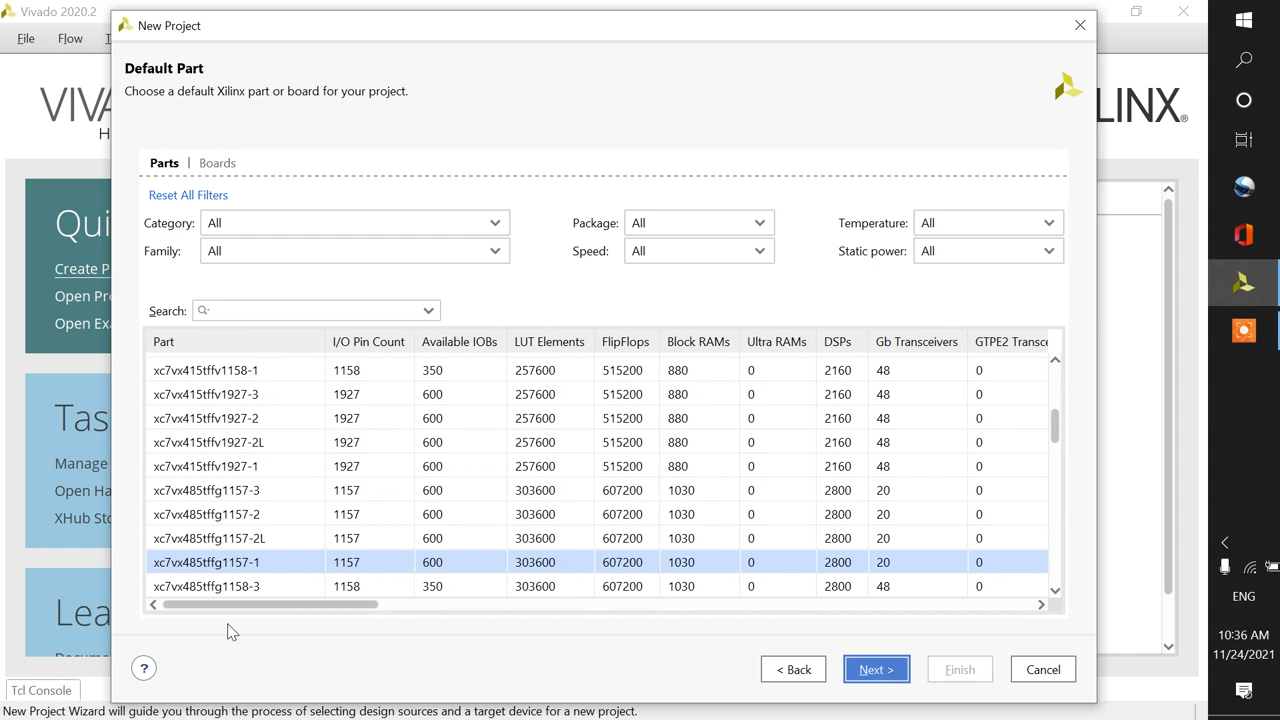 Vivado 2020.2
File Flow T
VIVA LINX®
H
New Project
Default Part
Choose a default Xilinx part or board for your project.
Parts | Boards
Reset All Filters
Category: All Package: All Temperature: All
Family: All Speed: All Static power: All
Search:
Part I/O Pin Count Available IOBs LUT Elements FlipFlops Block RAMs Ultra RAMs DSPs Gb Transceivers GTPE2 Transce
xc7vx415tffv1158-1 1158 350 257600 515200 880 0 2160 48 0
xc7vx415tffv1927-3 1927 600 257600 515200 880 0 2160 48 0
xc7vx415tffv1927-2 1927 600 257600 515200 880 0 2160 48 0
xc7vx415tffv1927-2L 1927 600 257600 515200 880 0 2160 48 0
xc7vx415tffv1927-1 1927 600 257600 515200 880 0 2160 48 0
xc7vx485tffg1157-3 1157 600 303600 607200 1030 0 2800 20 0
xc7vx485tffg1157-2 1157 600 303600 607200 1030 0 2800 20 0
xc7vx485tffg1157-2L 1157 600 303600 607200 1030 0 2800 20 0
xc7vx485tffg1157-1 1157 600 303600 607200 1030 0 2800 20 0
xc7vx485tffg1158-3 1158 350 303600 607200 1030 0 2800 48 0
? < Back Next > Finish Cancel
Qui
Create P
Open Pro
Open Exa
Tas
Manage
Open Ha
XHub Sto
Lea
Tcl Console
New Project Wizard will guide you through the process of selecting design sources and a target device for a new project.
ENG
10:36 AM
11/24/2021